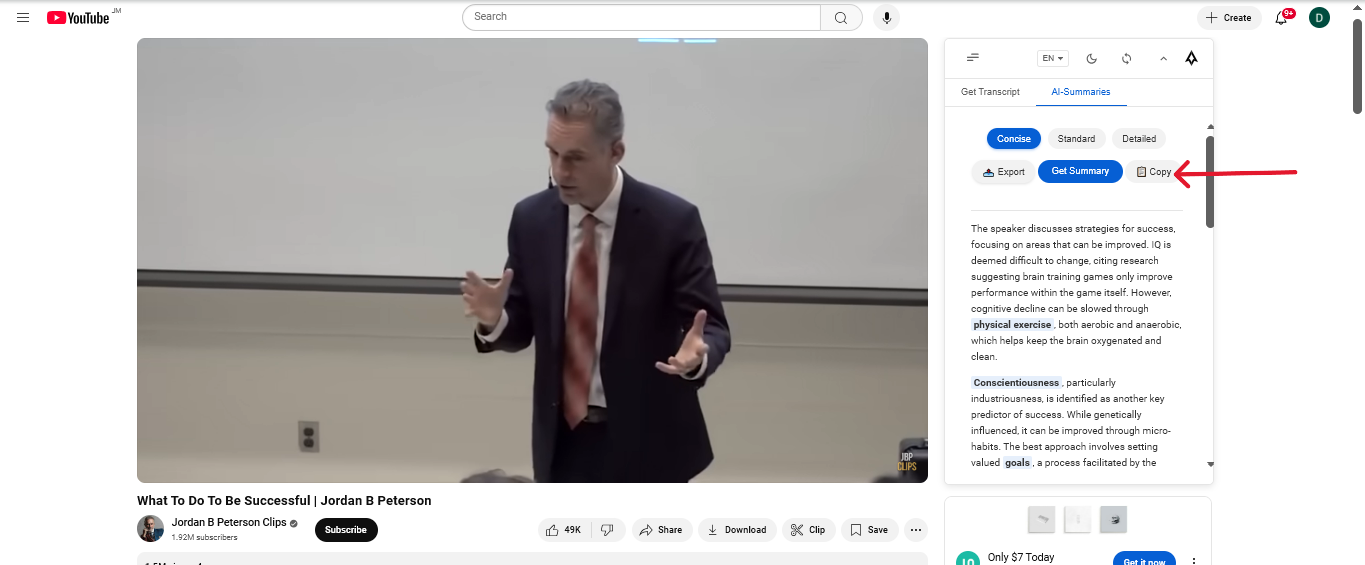 YouTube JM
Search
Create
9+
D
EN
Get Transcript
AI-Summaries
Concise
Standard
Detailed
Export
Get Summary
Copy
The speaker discusses strategies for success,
focusing on areas that can be improved. IQ is
deemed difficult to change, citing research
suggesting brain training games only improve
performance within the game itself. However,
cognitive decline can be slowed through
physical exercise , both aerobic and anaerobic,
which helps keep the brain oxygenated and
clean.
Conscientiousness , particularly
industriousness, is identified as another key
predictor of success. While genetically
influenced, it can be improved through micro-
habits. The best approach involves setting
valued goals , a process facilitated by the
JBP
CLIPS
What To Do To Be Successful | Jordan B Peterson
Jordan B Peterson Clips
1.92M subscribers
Subscribe
49K
Share
Download
Clip
Save
Only $7 Today
Get it now